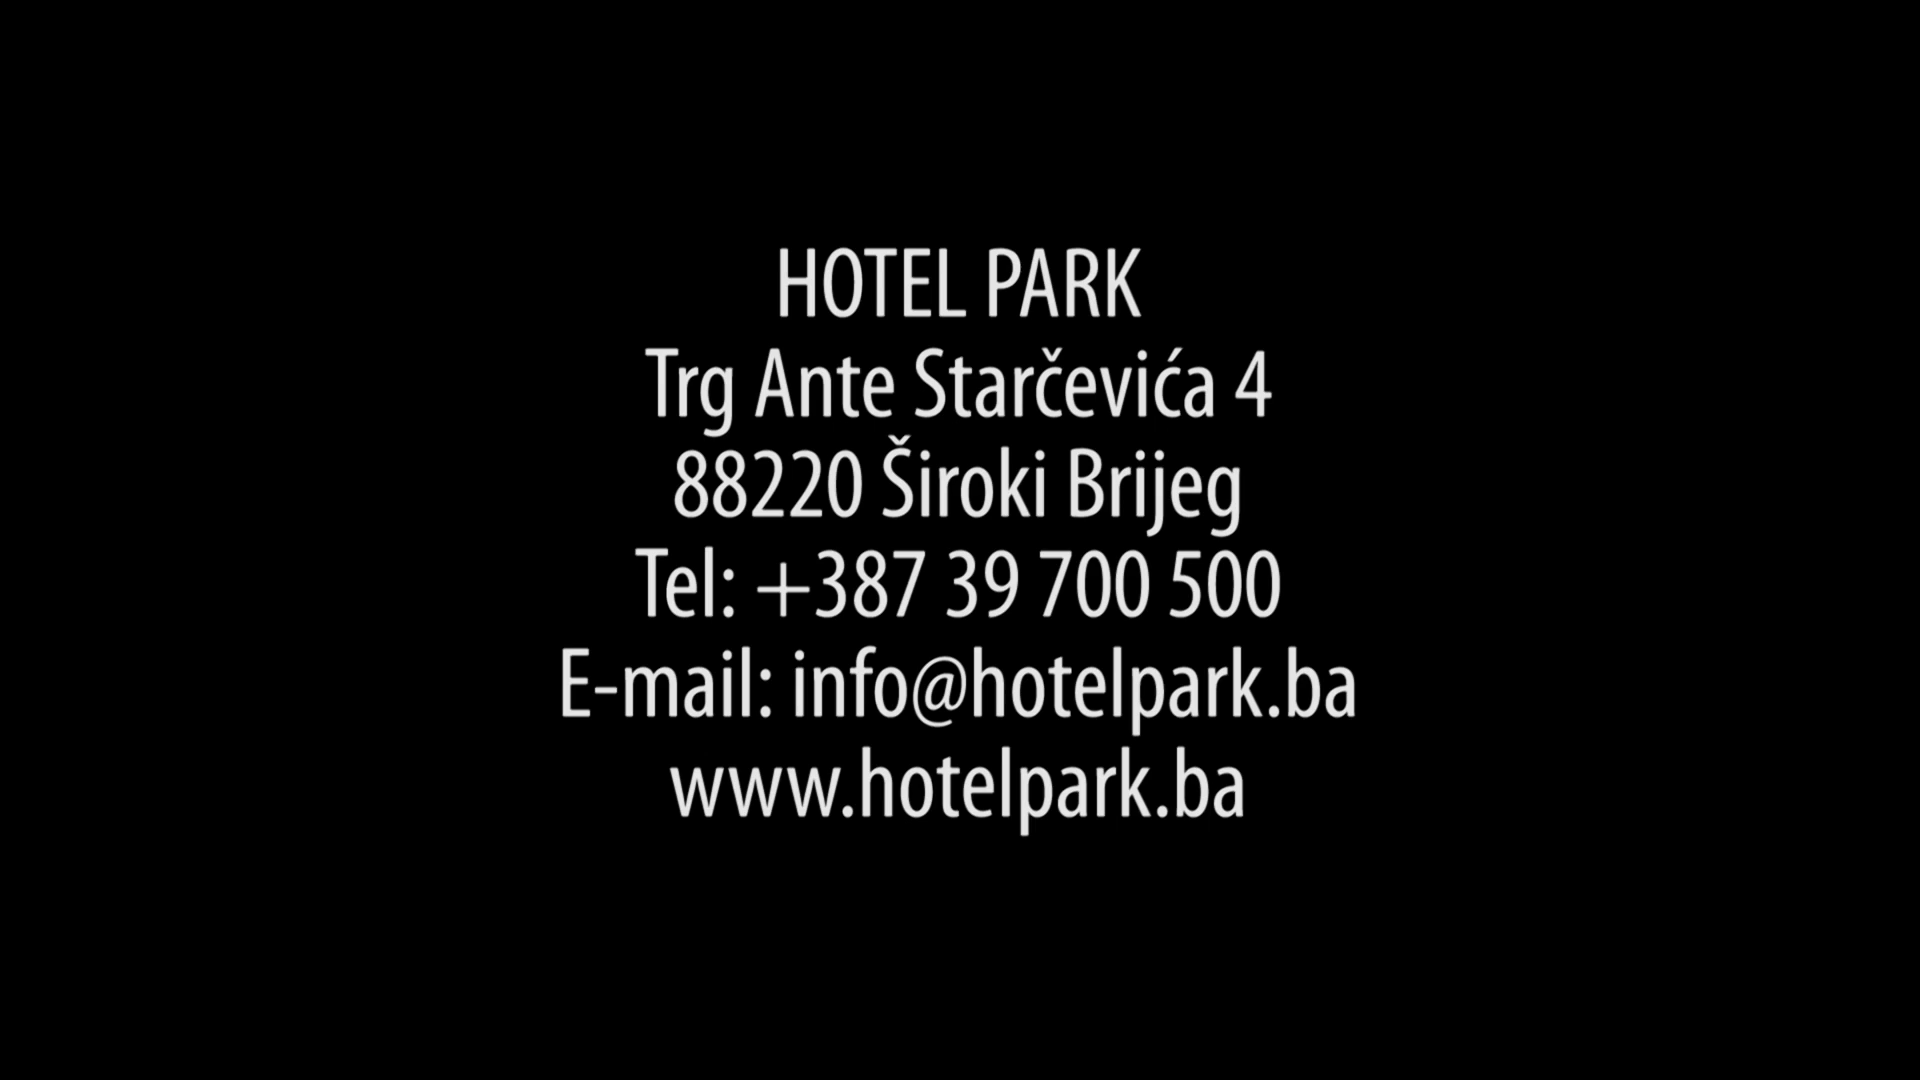 HOTEL PARK
Trg Ante Starčevića 4
88220 Široki Brijeg
Tel: +387 39 700 500
E-mail: info@hotelpark.ba
www.hotelpark.ba